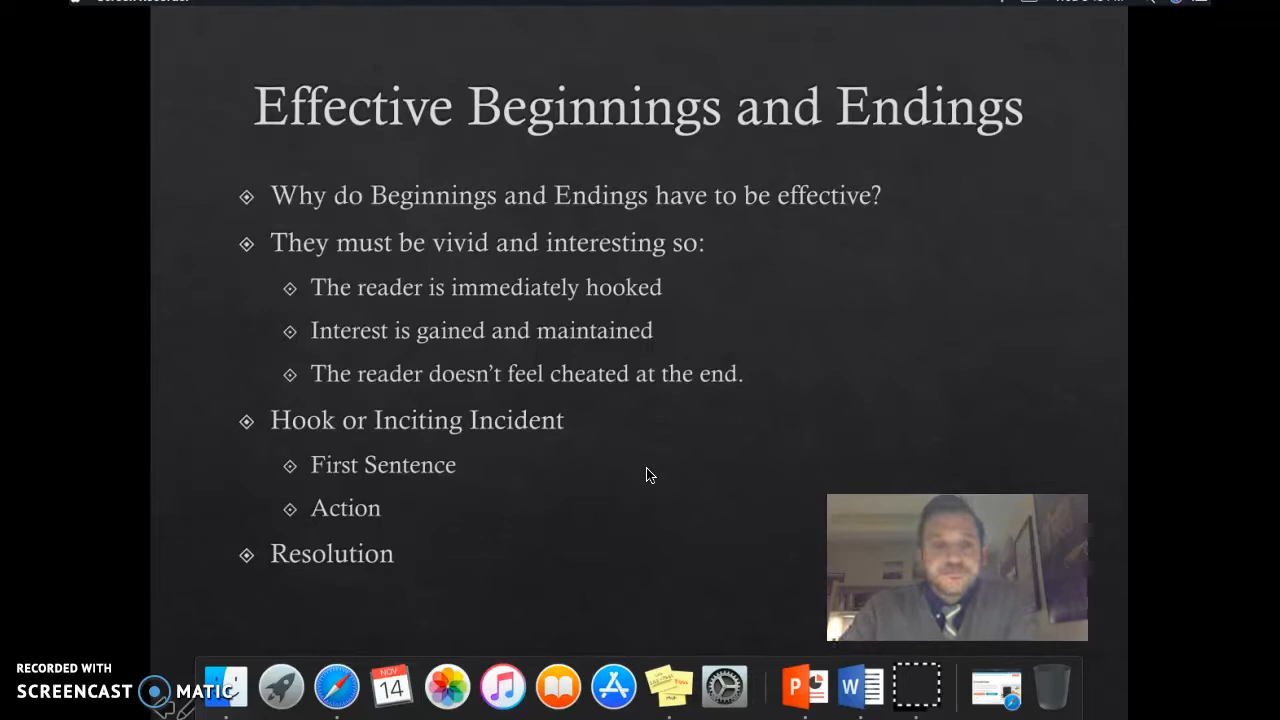 Effective Beginnings and Endings
Why do Beginnings and Endings have to be effective?
They must be vivid and interesting so:
The reader is immediately hooked
Interest is gained and maintained
The reader doesn't feel cheated at the end.
Hook or Inciting Incident
First Sentence
Action
Resolution
RECORDED WITH
SCREENCAST MATIC
NOV
14
P
W